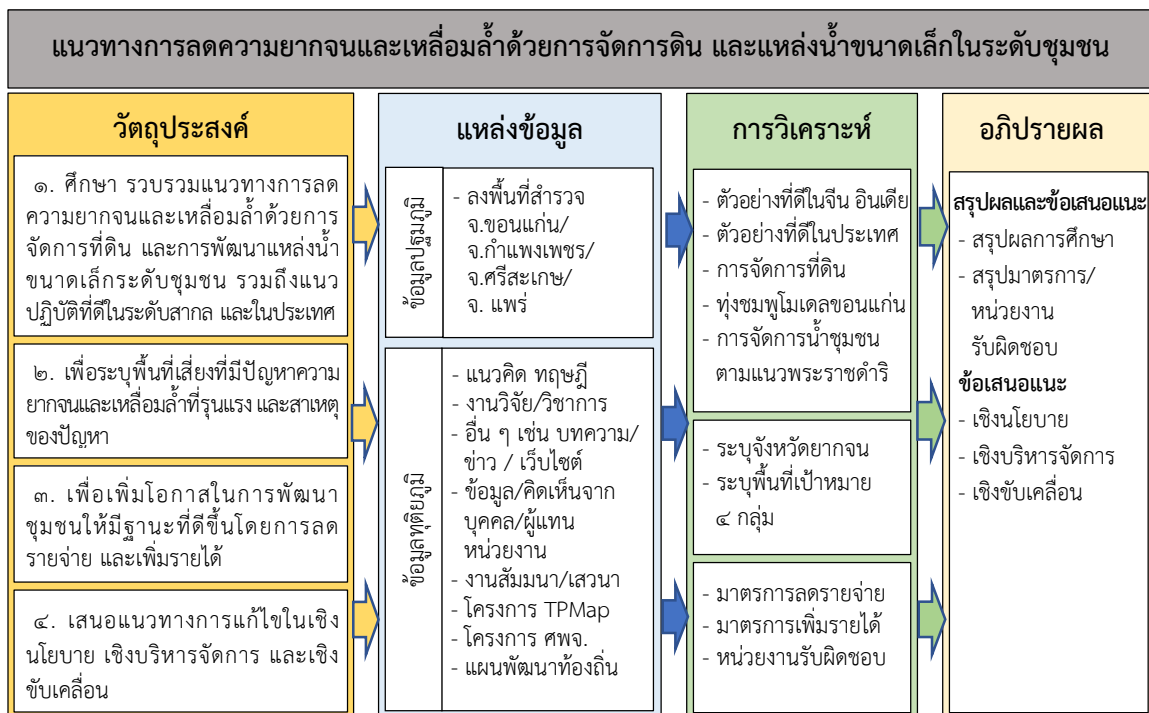 แนวทางการลดความยากจนและเหลื่อมล้ำด้วยการจัดการดิน และแหล่งน้ำขนาดเล็กในระดับชุมชน
วัตถุประสงค์
๑. ศึกษา รวบรวมแนวทางการลด
ความยากจนและเหลื่อมล้ำด้วยการ
จัดการที่ดิน และการพัฒนาแหล่งน้ำ
ขนาดเล็กระดับชุมชน รวมถึงแนว
ปฏิบัติที่ดีในระดับสากล และในประเทศ
๒. เพื่อระบุพื้นที่เสี่ยงที่มีปัญหาความ
ยากจนและเหลื่อมล้ำที่รุนแรง และสาเหตุ
ของปัญหา
๓. เพื่อเพิ่มโอกาสในการพัฒนา
ชุมชนให้มีฐานะที่ดีขึ้นโดยการลด
รายจ่าย และเพิ่มรายได้
๔. เสนอแนวทางการแก้ไขในเชิง
นโยบาย เชิงบริหารจัดการ และเชิง
ขับเคลื่อน
แหล่งข้อมูล
ข้อมูลปฐมภูมิ
- ลงพื้นที่สำรวจ
จ.ขอนแก่น/
จ.กำแพงเพชร/
จ.ศรีสะเกษ/
จ. แพร่
ข้อมูลทุติยภูมิ
- แนวคิด ทฤษฎี
- งานวิจัย/วิชาการ
- อื่น ๆ เช่น บทความ/
ข่าว / เว็บไซต์
- ข้อมูล/คิดเห็นจาก
บุคคล/ผู้แทน
หน่วยงาน
- งานสัมมนา/เสวนา
- โครงการ TPMap
- โครงการ ศพจ.
- แผนพัฒนาท้องถิ่น
การวิเคราะห์
- ตัวอย่างที่ดีในจีน อินเดีย
- ตัวอย่างที่ดีในประเทศ
- การจัดการที่ดิน
- ทุ่งชมพูโมเดลขอนแก่น
- การจัดการน้ำชุมชน
ตามแนวพระราชดำริ
- ระบุจังหวัดยากจน
- ระบุพื้นที่เป้าหมาย
๔ กลุ่ม
- มาตรการลดรายจ่าย
- มาตรการเพิ่มรายได้
- หน่วยงานรับผิดชอบ
อภิปรายผล
สรุปผลและข้อเสนอแนะ
- สรุปผลการศึกษา
- สรุปมาตรการ/
หน่วยงาน
รับผิดชอบ
ข้อเสนอแนะ
- เชิงนโยบาย
- เชิงบริหารจัดการ
- เชิงขับเคลื่อน